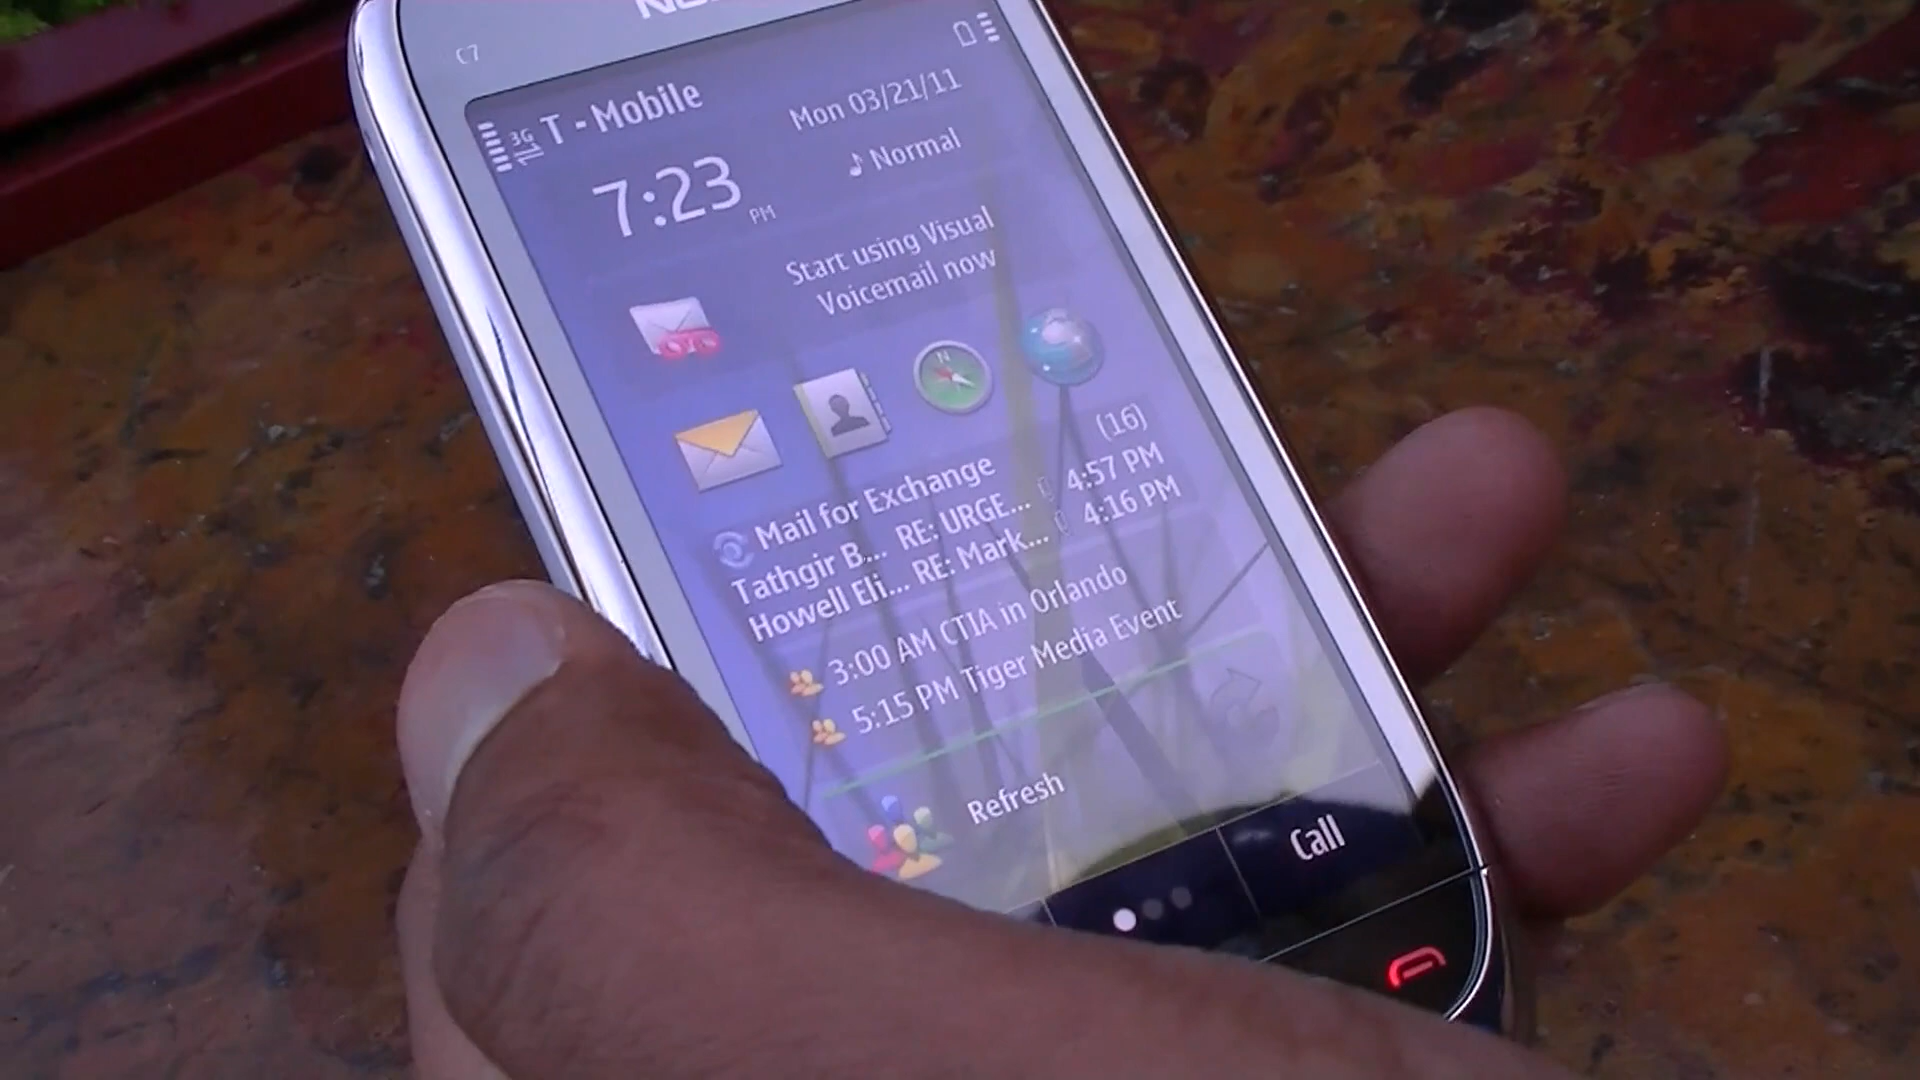 C7
3G T-Mobile
Mon 03/21/11
7:23 PM
Normal
Start using Visual
Voicemail now
N
Mail for Exchange (16)
Tathgir B... RE: URGE... 4:57 PM
Howell Eli... RE: Mark... 4:16 PM
3:00 AM CTIA in Orlando
5:15 PM Tiger Media Event
Refresh
Call